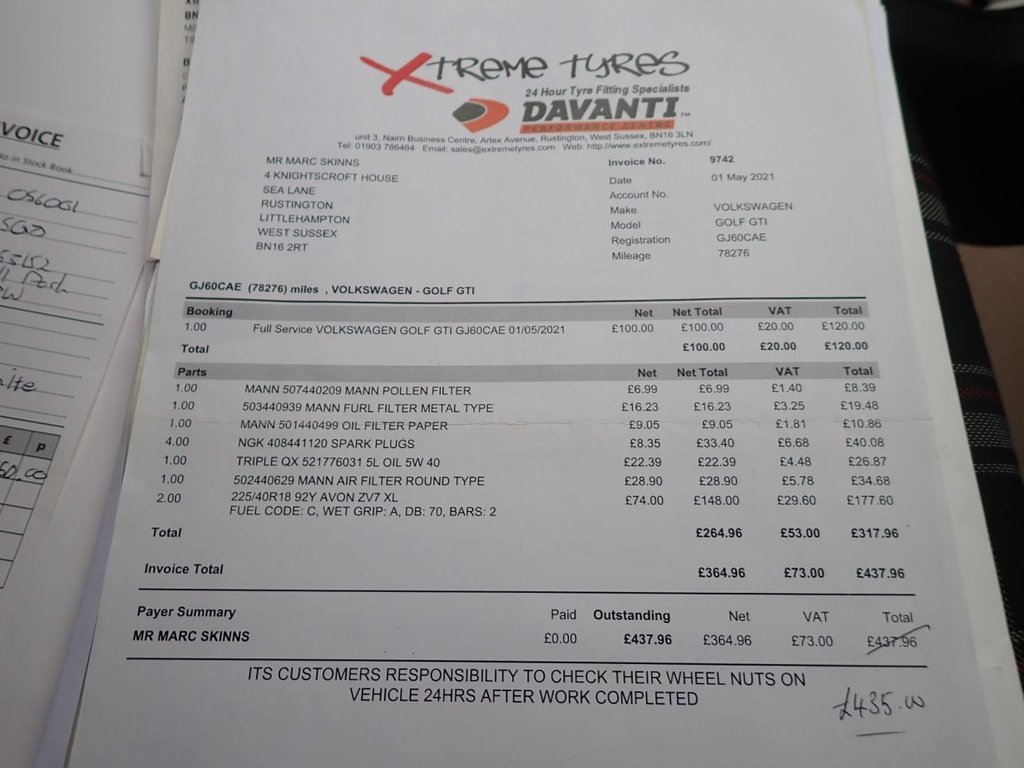 VOICE
o in Stock Book
BN
XTREME TYRES
24 Hour Tyre Fitting Specialists
DAVANTI™
PERFORMANCE CENTRE
unit 3, Nairn Business Centre, Artex Avenue, Rustington, West Sussex, BN16 3LN
Tel: 01903 786464 Email: sales@extremetyres.com Web: http://www.extremetyres.com/
MR MARC SKINNS
4 KNIGHTSCROFT HOUSE
SEA LANE
RUSTINGTON
LITTLEHAMPTON
WEST SUSSEX
BN16 2RT
Invoice No. 9742
Date 01 May 2021
Account No.
Make VOLKSWAGEN
Model GOLF GTI
Registration GJ60CAE
Mileage 78276
GJ60CAE (78276) miles , VOLKSWAGEN - GOLF GTI
Booking Net Net Total VAT Total
1.00 Full Service VOLKSWAGEN GOLF GTI GJ60CAE 01/05/2021 £100.00 £100.00 £20.00 £120.00
Total £100.00 £20.00 £120.00
Parts Net Net Total VAT Total
1.00 MANN 507440209 MANN POLLEN FILTER £6.99 £6.99 £1.40 £8.39
1.00 503440939 MANN FURL FILTER METAL TYPE £16.23 £16.23 £3.25 £19.48
1.00 MANN 501440499 OIL FILTER PAPER £9.05 £9.05 £1.81 £10.86
4.00 NGK 408441120 SPARK PLUGS £8.35 £33.40 £6.68 £40.08
1.00 TRIPLE QX 521776031 5L OIL 5W 40 £22.39 £22.39 £4.48 £26.87
1.00 502440629 MANN AIR FILTER ROUND TYPE £28.90 £28.90 £5.78 £34.68
2.00 225/40R18 92Y AVON ZV7 XL £74.00 £148.00 £29.60 £177.60
FUEL CODE: C, WET GRIP: A, DB: 70, BARS: 2
Total £264.96 £53.00 £317.96
Invoice Total £364.96 £73.00 £437.96
Payer Summary Paid Outstanding Net VAT Total
MR MARC SKINNS £0.00 £437.96 £364.96 £73.00 £437.96
ITS CUSTOMERS RESPONSIBILITY TO CHECK THEIR WHEEL NUTS ON
VEHICLE 24HRS AFTER WORK COMPLETED
£435.00
£ P